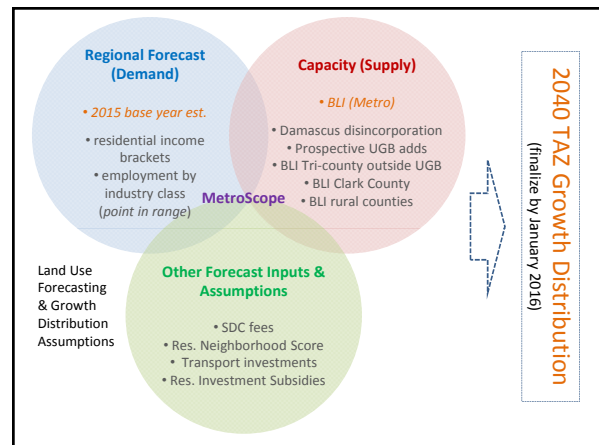 Regional Forecast
(Demand)
2015 base year est.
• residential income
brackets
• employment by
industry class
(point in range)
Capacity (Supply)
BLI (Metro)
• Damascus disincorporation
• Prospective UGB adds
• BLI Tri-county outside UGB
• BLI Clark County
• BLI rural counties
MetroScope
Other Forecast Inputs &
Assumptions
• SDC fees
• Res. Neighborhood Score
• Transport investments
• Res. Investment Subsidies
Land Use
Forecasting
& Growth
Distribution
Assumptions
2040 TAZ Growth Distribution
(finalize by January 2016)